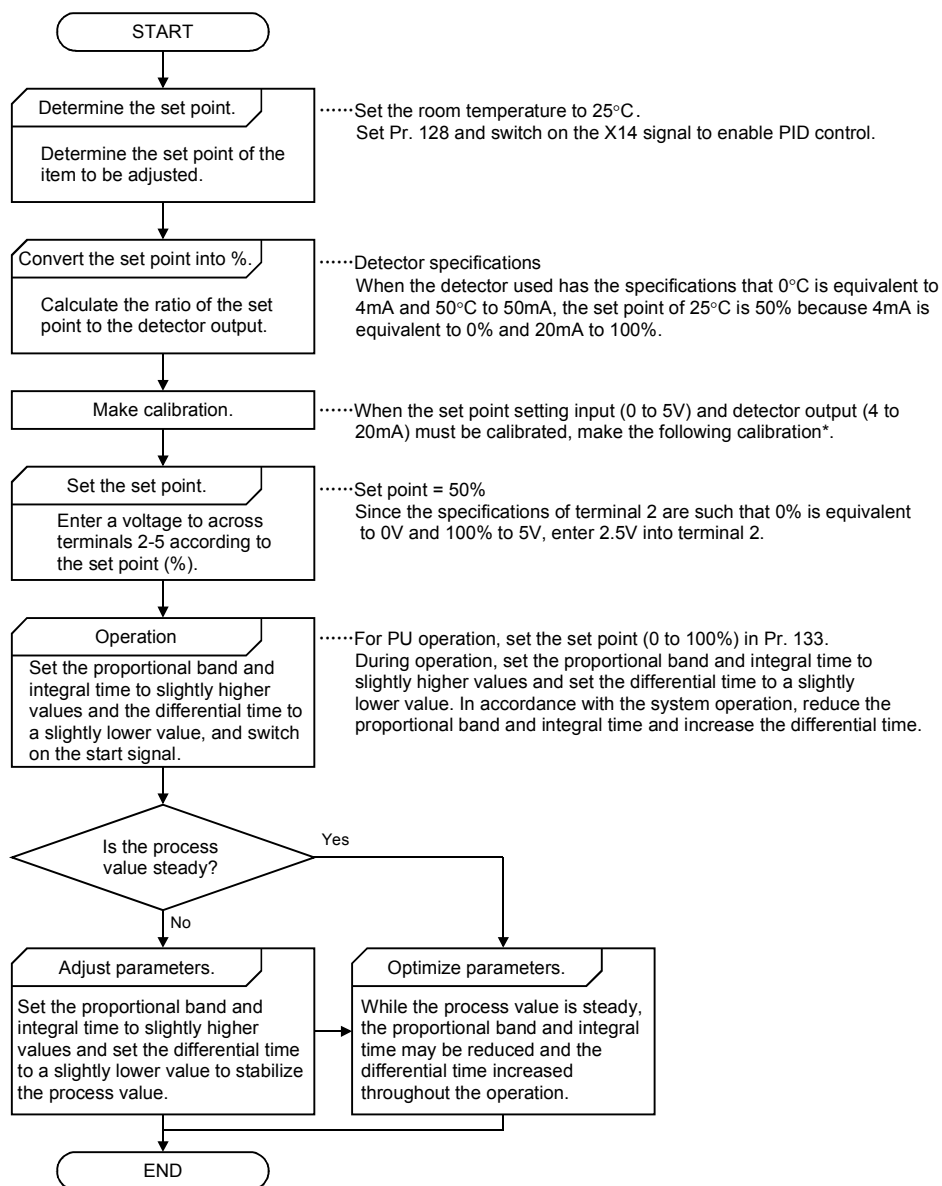 START
Determine the set point.
Determine the set point of the
item to be adjusted.
······Set the room temperature to 25°C.
Set Pr. 128 and switch on the X14 signal to enable PID control.
Convert the set point into %.
Calculate the ratio of the set
point to the detector output.
······Detector specifications
When the detector used has the specifications that 0°C is equivalent to
4mA and 50°C to 50mA, the set point of 25°C is 50% because 4mA is
equivalent to 0% and 20mA to 100%.
Make calibration.
······When the set point setting input (0 to 5V) and detector output (4 to
20mA) must be calibrated, make the following calibration*.
Set the set point.
Enter a voltage to across
terminals 2-5 according to
the set point (%).
······Set point = 50%
Since the specifications of terminal 2 are such that 0% is equivalent
to 0V and 100% to 5V, enter 2.5V into terminal 2.
Operation
Set the proportional band and
integral time to slightly higher
values and the differential time to
a slightly lower value, and switch
on the start signal.
······For PU operation, set the set point (0 to 100%) in Pr. 133.
During operation, set the proportional band and integral time to
slightly higher values and set the differential time to a slightly
lower value. In accordance with the system operation, reduce the
proportional band and integral time and increase the differential time.
Is the process
value steady?
Yes
No
Adjust parameters.
Set the proportional band and
integral time to slightly higher
values and set the differential time
to a slightly lower value to stabilize
the process value.
Optimize parameters.
While the process value is steady,
the proportional band and integral
time may be reduced and the
differential time increased
throughout the operation.
END